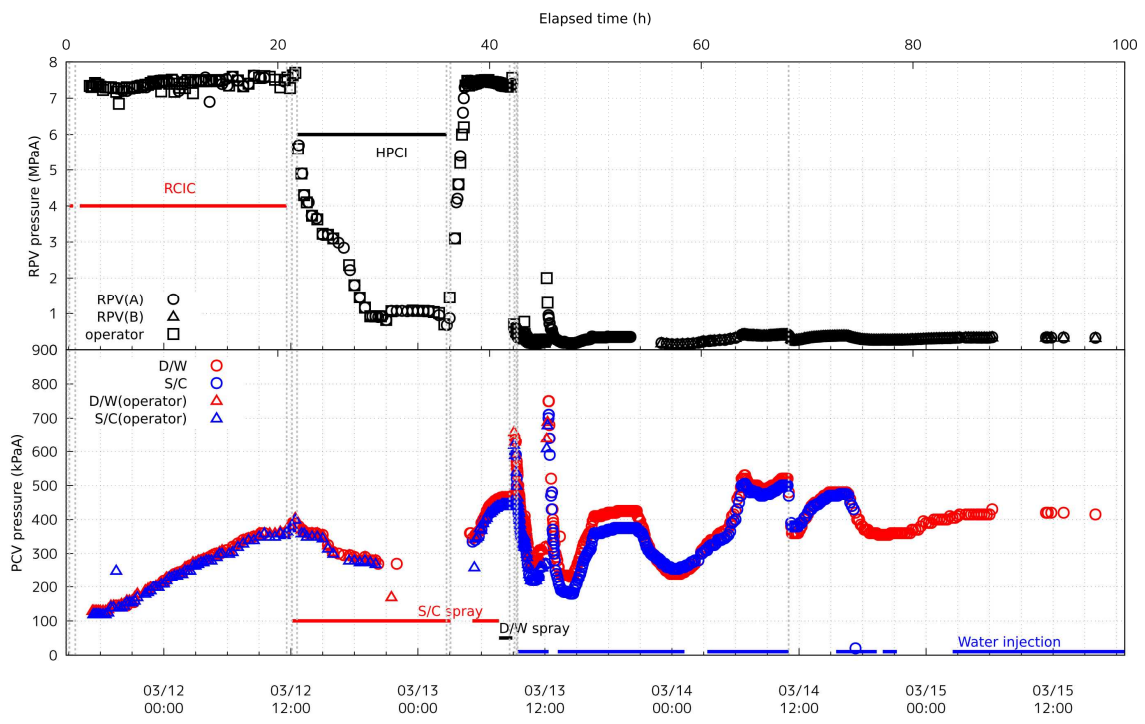 Elapsed time (h)
0 20 40 60 80 100
8
7
6
5
4
3
2
1
RPV pressure (MPaA)
HPCI
RCIC
RPV(A)
RPV(B)
operator
900
800
700
600
500
400
300
200
100
0
PCV pressure (kPaA)
D/W
S/C
D/W(operator)
S/C(operator)
S/C spray
D/W spray
Water injection
03/12 03/12 03/13 03/13 03/14 03/14 03/15 03/15
00:00 12:00 00:00 12:00 00:00 12:00 00:00 12:00